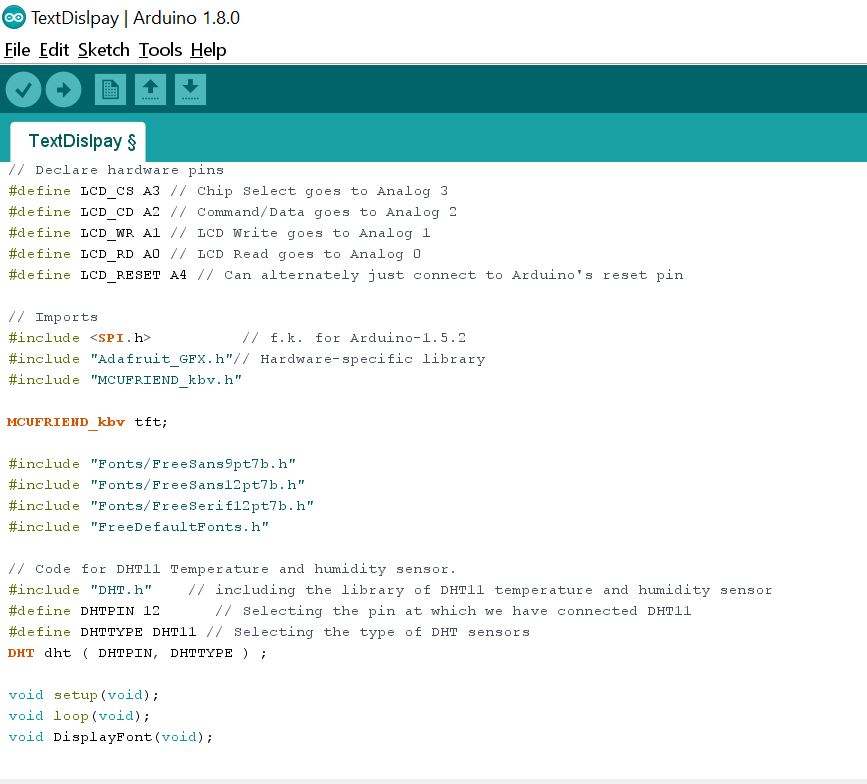 TextDislpay | Arduino 1.8.0
File Edit Sketch Tools Help
TextDislpay §
// Declare hardware pins
#define LCD_CS A3 // Chip Select goes to Analog 3
#define LCD_CD A2 // Command/Data goes to Analog 2
#define LCD_WR A1 // LCD Write goes to Analog 1
#define LCD_RD A0 // LCD Read goes to Analog 0
#define LCD_RESET A4 // Can alternately just connect to Arduino's reset pin
// Imports
#include <SPI.h>          // f.k. for Arduino-1.5.2
#include "Adafruit_GFX.h"// Hardware-specific library
#include "MCUFRIEND_kbv.h"
MCUFRIEND_kbv tft;
#include "Fonts/FreeSans9pt7b.h"
#include "Fonts/FreeSans12pt7b.h"
#include "Fonts/FreeSerif12pt7b.h"
#include "FreeDefaultFonts.h"
// Code for DHT11 Temperature and humidity sensor.
#include "DHT.h"    // including the library of DHT11 temperature and humidity sensor
#define DHTPIN 12      // Selecting the pin at which we have connected DHT11
#define DHTTYPE DHT11 // Selecting the type of DHT sensors
DHT dht ( DHTPIN, DHTTYPE ) ;
void setup(void);
void loop(void);
void DisplayFont(void);